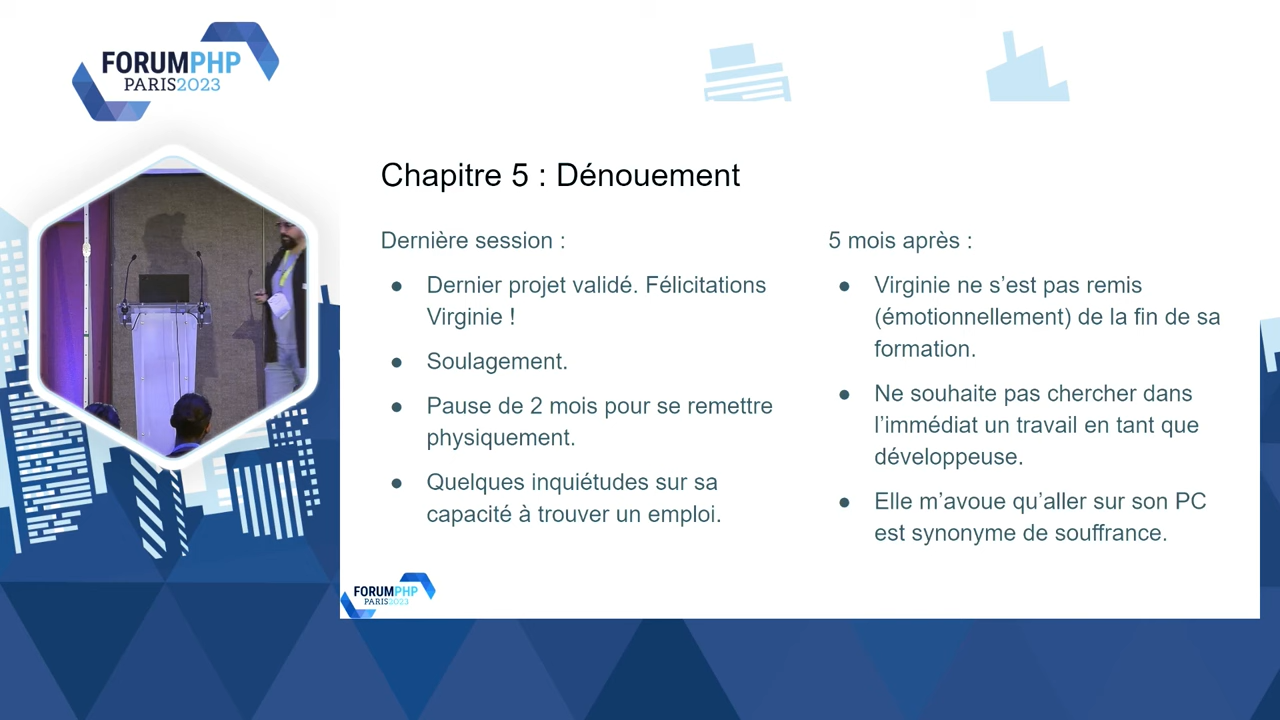 FORUMPHP
PARIS2023
Chapitre 5 : Dénouement
Dernière session :
● Dernier projet validé. Félicitations
Virginie !
● Soulagement.
● Pause de 2 mois pour se remettre
physiquement.
● Quelques inquiétudes sur sa
capacité à trouver un emploi.
5 mois après :
● Virginie ne s’est pas remis
(émotionnellement) de la fin de sa
formation.
● Ne souhaite pas chercher dans
l’immédiat un travail en tant que
développeuse.
● Elle m’avoue qu’aller sur son PC
est synonyme de souffrance.
FORUMPHP
PARIS2023